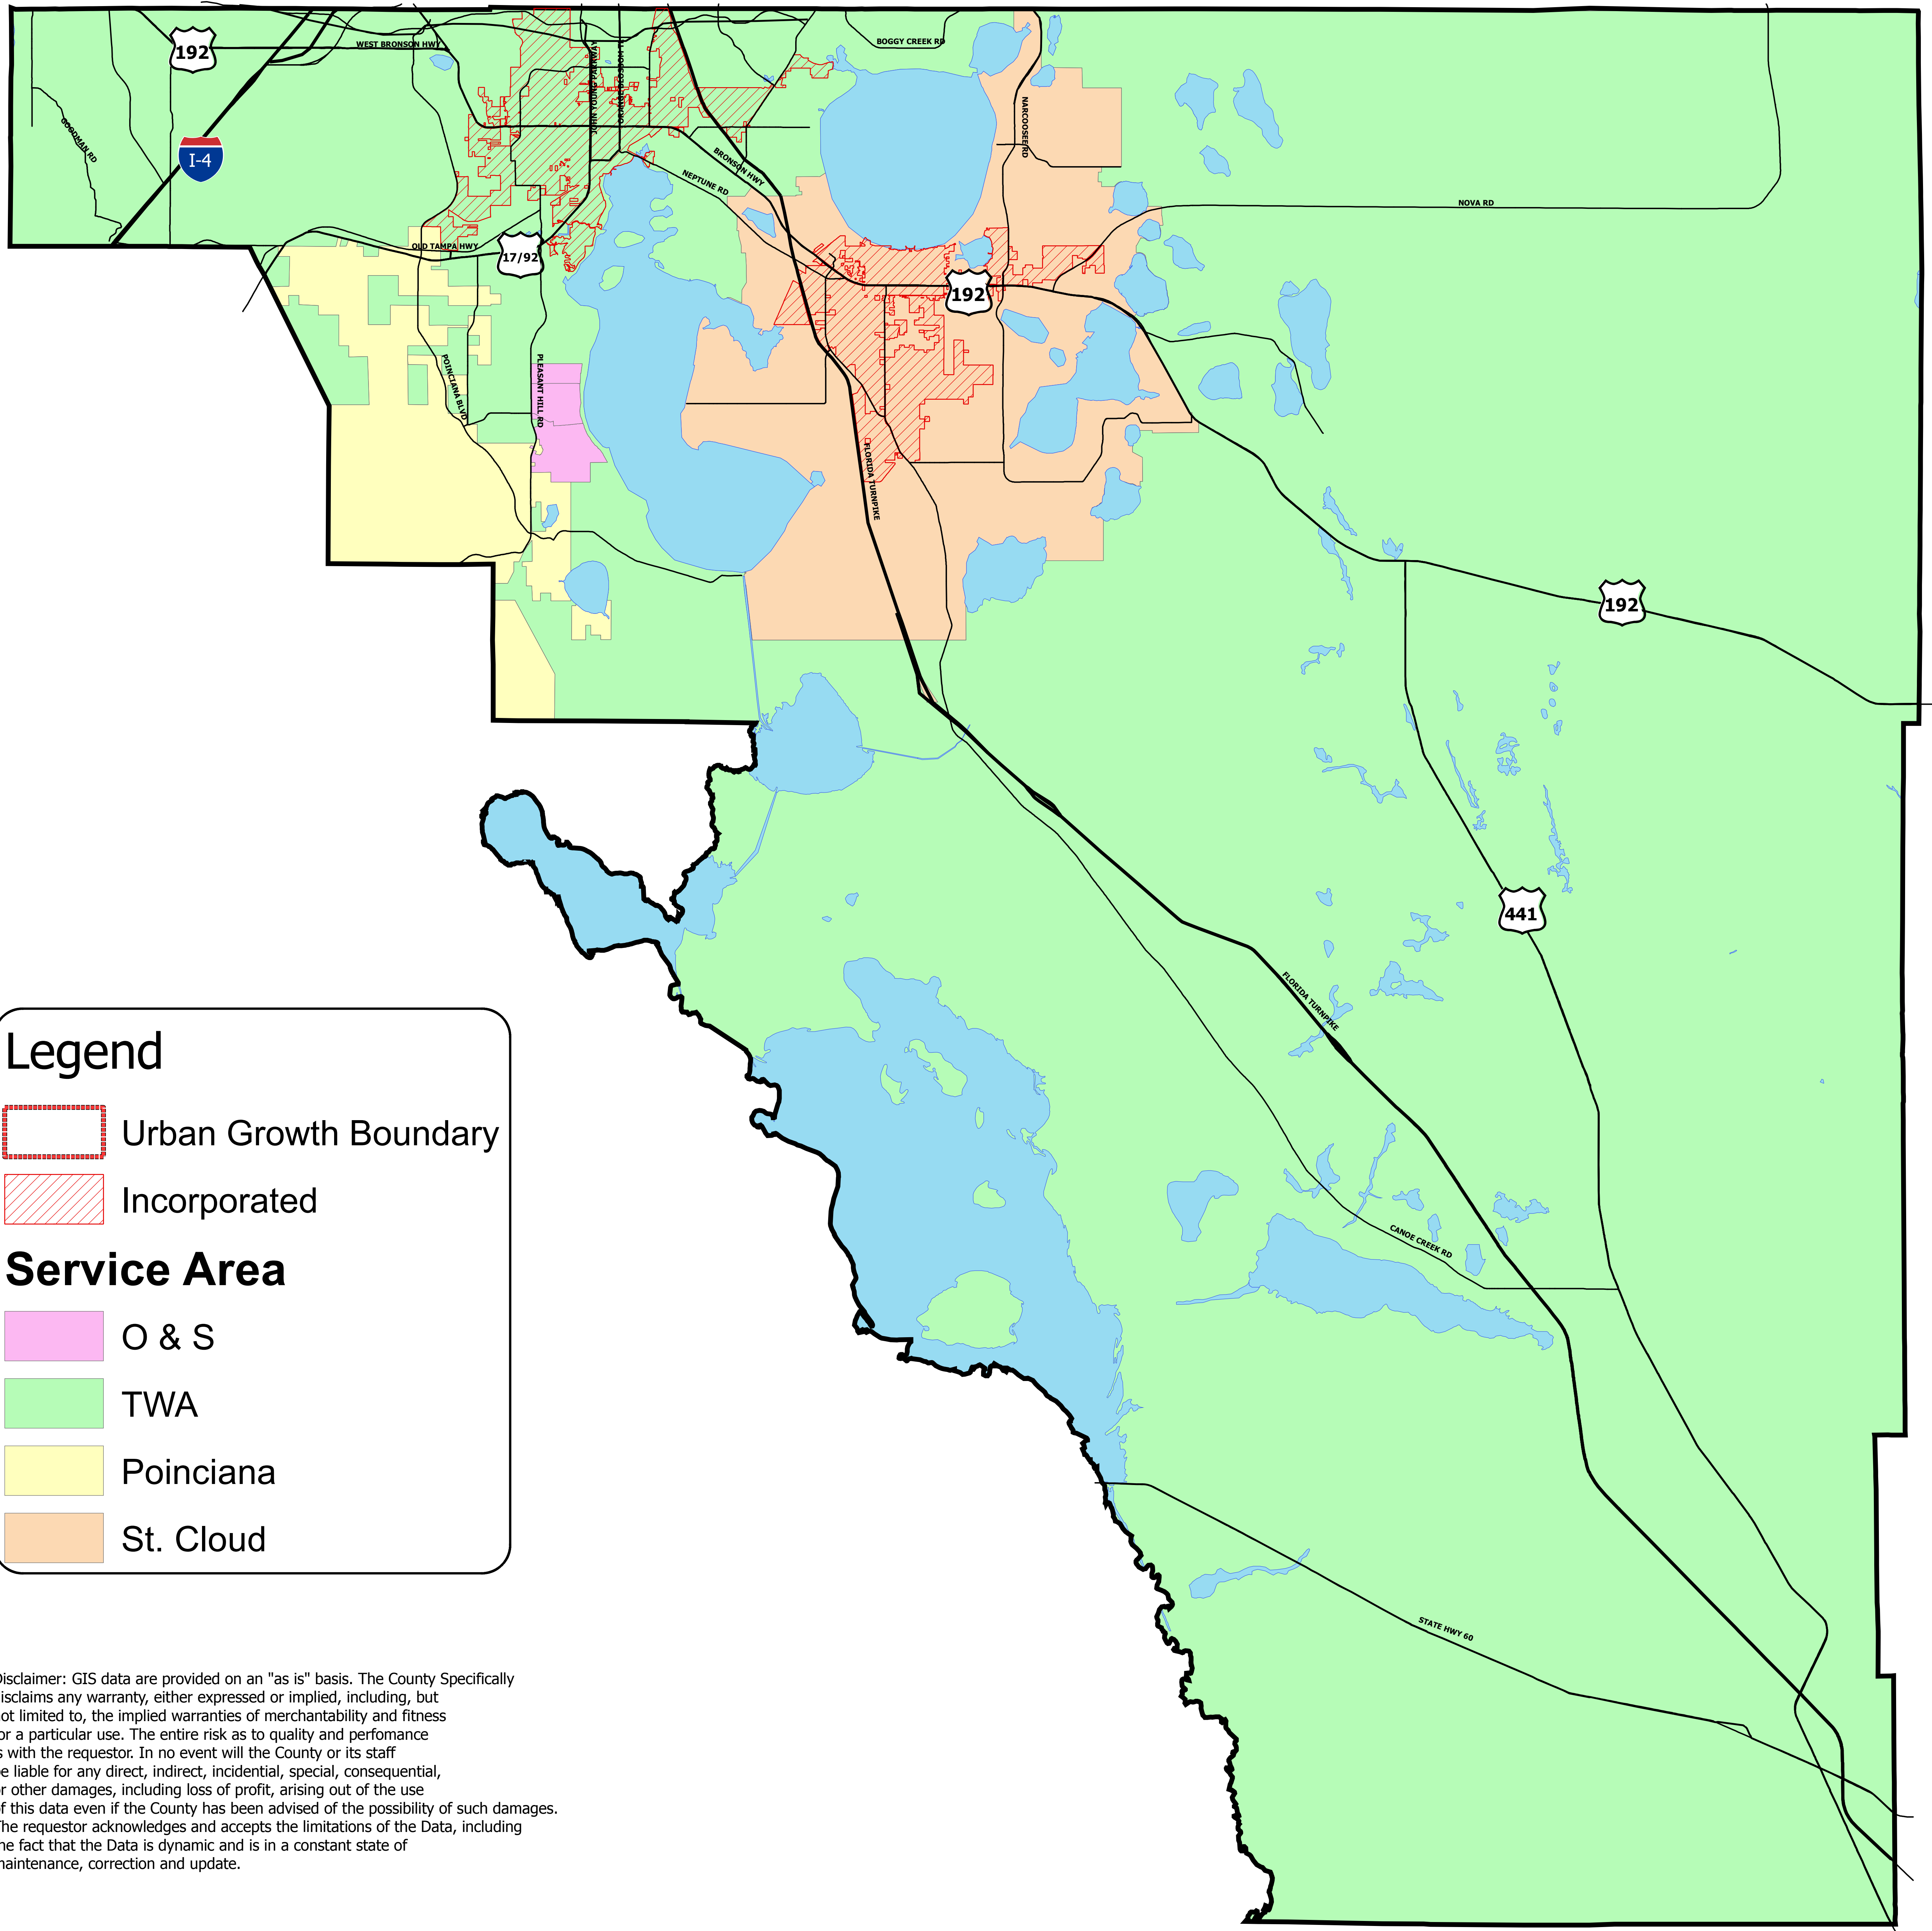 192
WEST BRONSON HWY
JOHN YOUNG PARKWAY
BOGGY CREEK RD
NARCOOSEE RD
GOODMAN RD
I-4
BRONSON HWY
NEPTUNE RD
NOVA RD
OLD TAMPA HWY
17/92
192
POINCIANA BLVD
PLEASANT HILL RD
FLORIDA TURNPIKE
192
441
FLORIDA TURNPIKE
CANOE CREEK RD
STATE HWY 60
Legend
Urban Growth Boundary
Incorporated
Service Area
O & S
TWA
Poinciana
St. Cloud
Disclaimer: GIS data are provided on an "as is" basis. The County Specifically
isclaims any warranty, either expressed or implied, including, but
ot limited to, the implied warranties of merchantability and fitness
or a particular use. The entire risk as to quality and perfomance
s with the requestor. In no event will the County or its staff
e liable for any direct, indirect, incidential, special, consequential,
r other damages, including loss of profit, arising out of the use
f this data even if the County has been advised of the possibility of such damages.
The requestor acknowledges and accepts the limitations of the Data, including
he fact that the Data is dynamic and is in a constant state of
maintenance, correction and update.